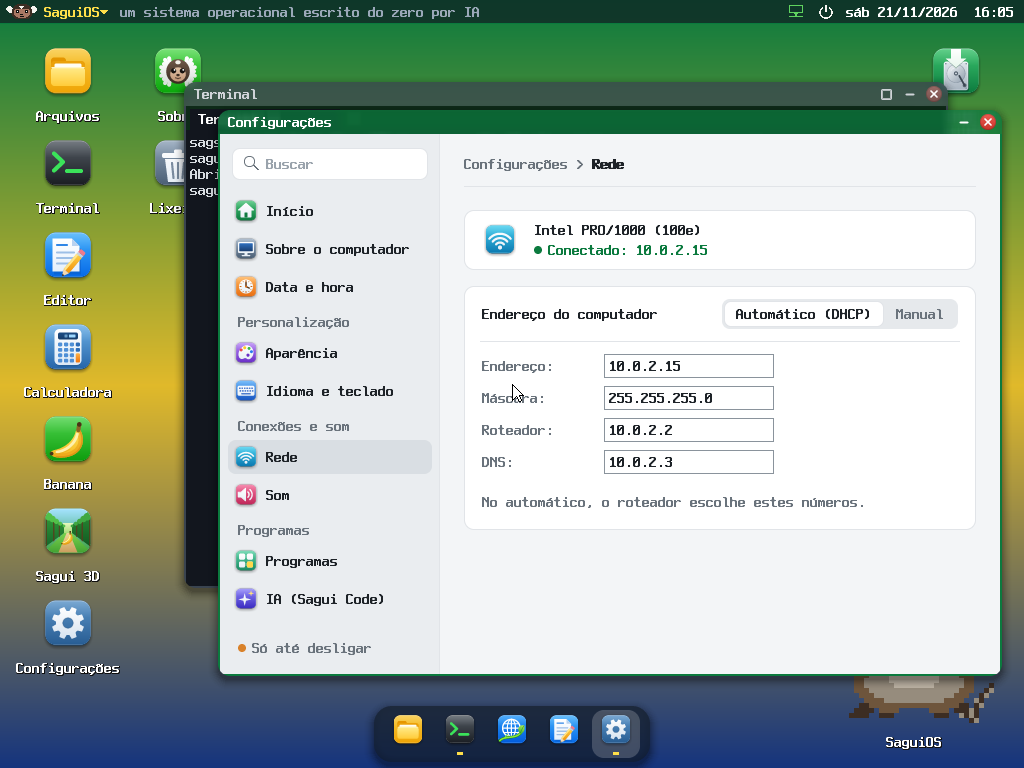 SaguiOS um sistema operacional escrito do zero por IA
sáb 21/11/2026 16:05
Arquivos
Terminal
Editor
Calculadora
Banana
Sagui 3D
Configurações
Terminal
Configurações
Buscar
Início
Sobre o computador
Data e hora
Personalização
Aparência
Idioma e teclado
Conexões e som
Rede
Som
Programas
Programas
IA (Sagui Code)
Só até desligar
Configurações > Rede
Intel PRO/1000 (100e)
Conectado: 10.0.2.15
Endereço do computador
Automático (DHCP) Manual
Endereço: 10.0.2.15
Máscara: 255.255.255.0
Roteador: 10.0.2.2
DNS: 10.0.2.3
No automático, o roteador escolhe estes números.
SaguiOS